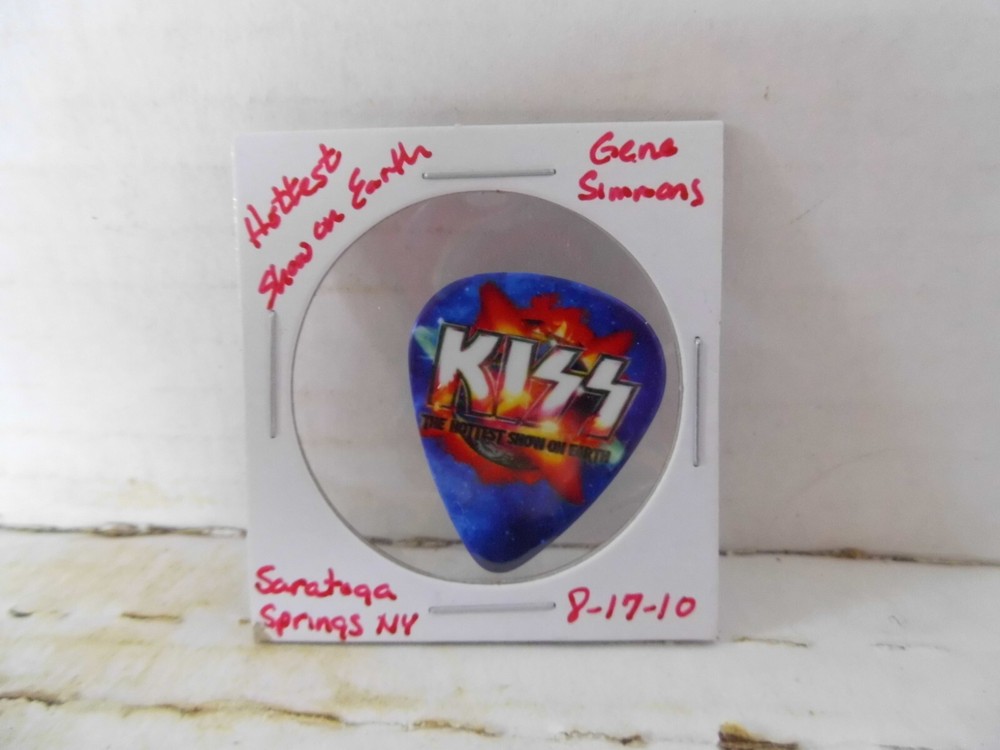 Hottest
Show on Earth
Gene
Simmons
KISS
THE HOTTEST SHOW ON EARTH
Saratoga
Springs NY
8-17-10